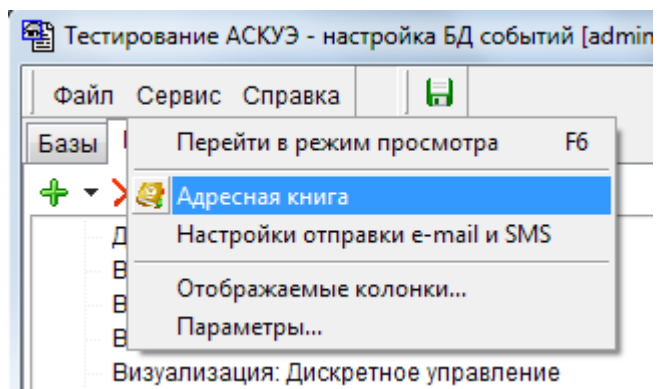 Тестирование АСКУЭ - настройка БД событий [admin
Файл Сервис Справка
Базы
Перейти в режим просмотра F6
Адресная книга
Настройки отправки e-mail и SMS
Отображаемые колонки...
Параметры...
Визуализация: Дискретное управление